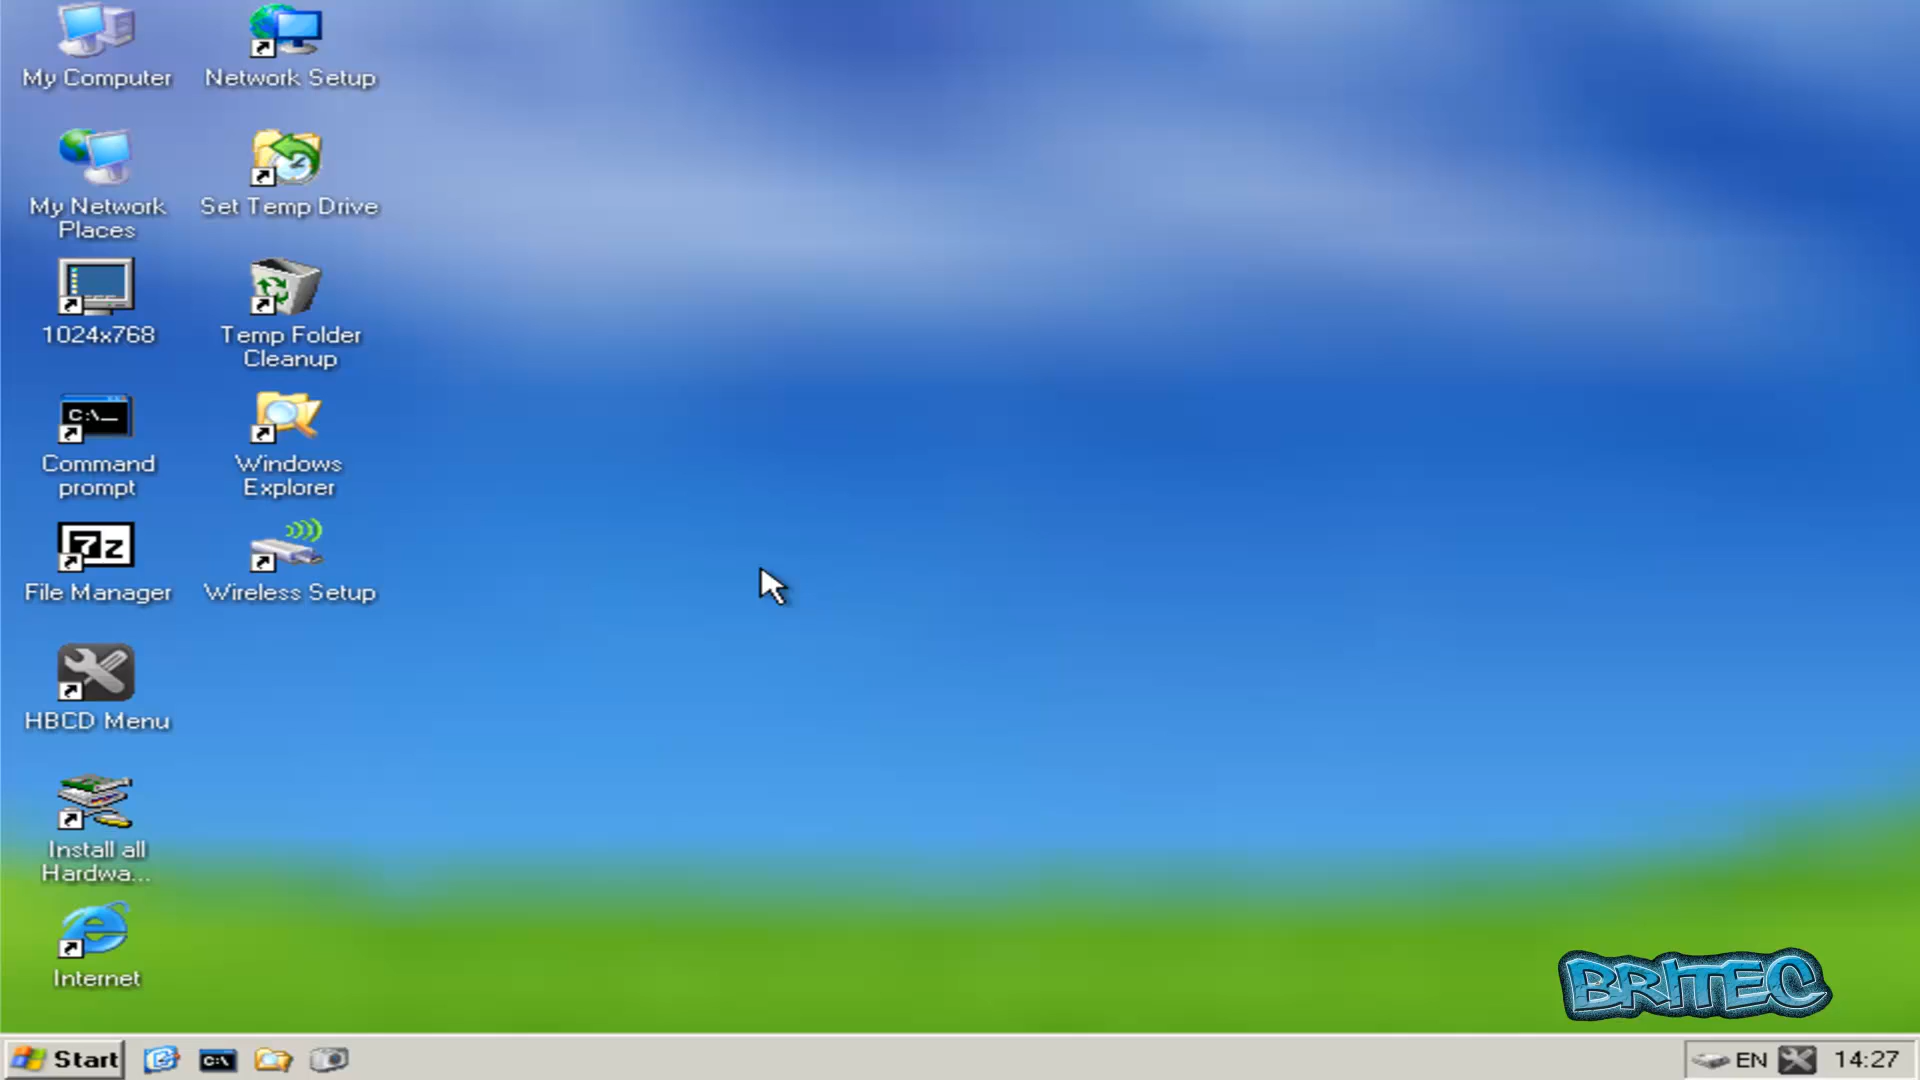 My Computer
Network Setup
My Network
Places
Set Temp Drive
1024x768
Temp Folder
Cleanup
C:\_
Command
prompt
Windows
Explorer
7z
File Manager
Wireless Setup
HBCD Menu
Install all
Hardwa...
Internet
BRITEC
Start
C:\
EN
14:27